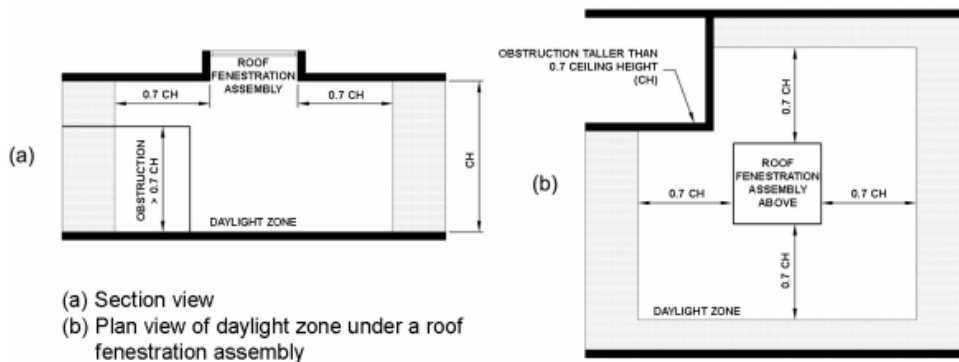 ROOF
FENESTRATION
ASSEMBLY
0.7 CH
0.7 CH
(a)
OBSTRUCTION
> 0.7 CH
CH
DAYLIGHT ZONE
(a) Section view
(b) Plan view of daylight zone under a roof
fenestration assembly
OBSTRUCTION TALLER THAN
0.7 CEILING HEIGHT
(CH)
0.7 CH
(b)
ROOF
FENESTRATION
ASSEMBLY
ABOVE
0.7 CH
0.7 CH
0.7 CH
DAYLIGHT ZONE